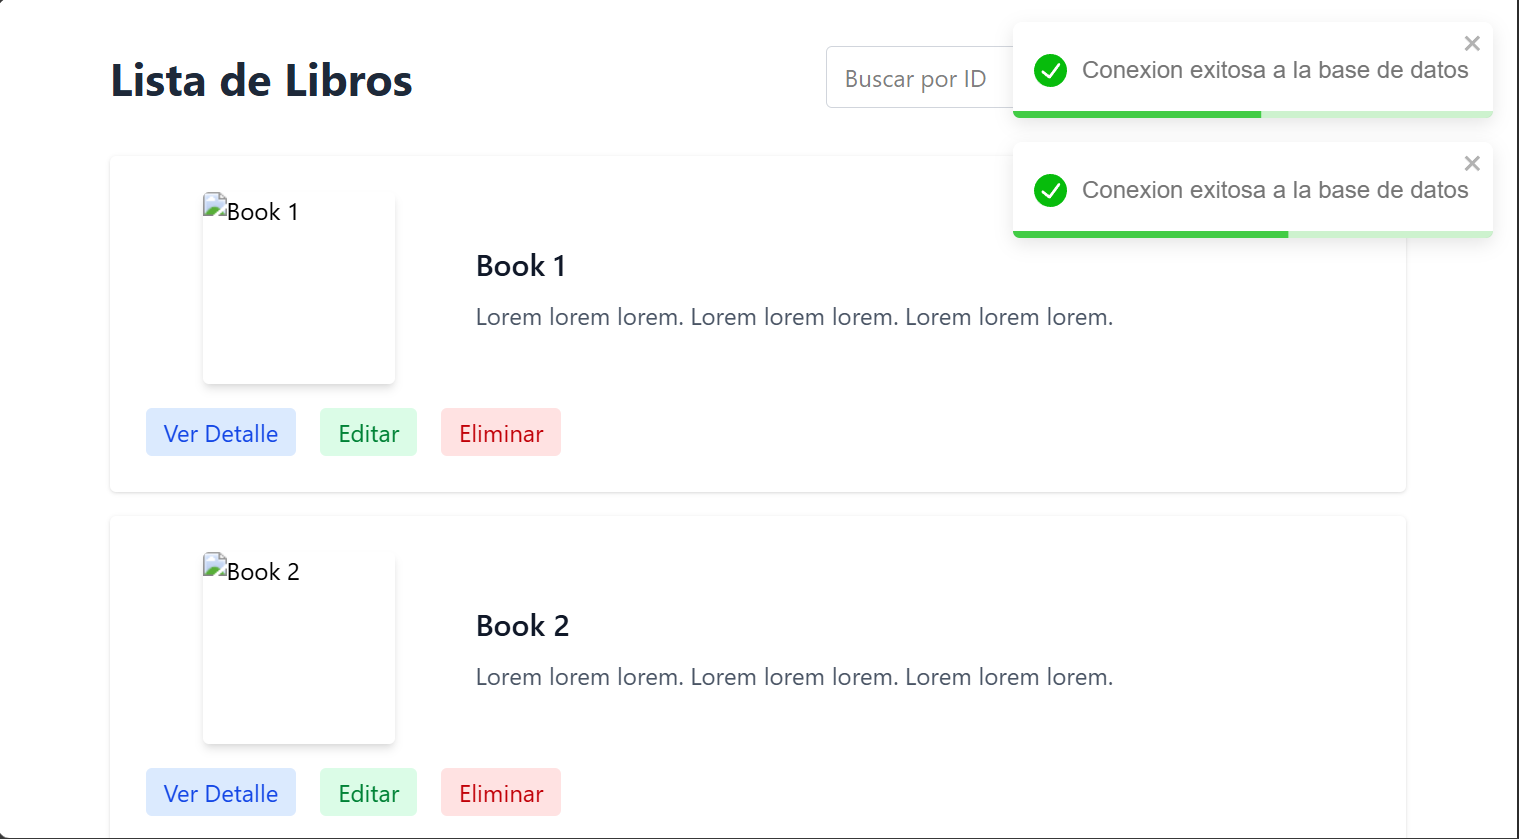 Lista de Libros
Buscar por ID
Conexion exitosa a la base de datos
Conexion exitosa a la base de datos
Book 1
Book 1
Lorem lorem lorem. Lorem lorem lorem. Lorem lorem lorem.
Ver Detalle
Editar
Eliminar
Book 2
Book 2
Lorem lorem lorem. Lorem lorem lorem. Lorem lorem lorem.
Ver Detalle
Editar
Eliminar